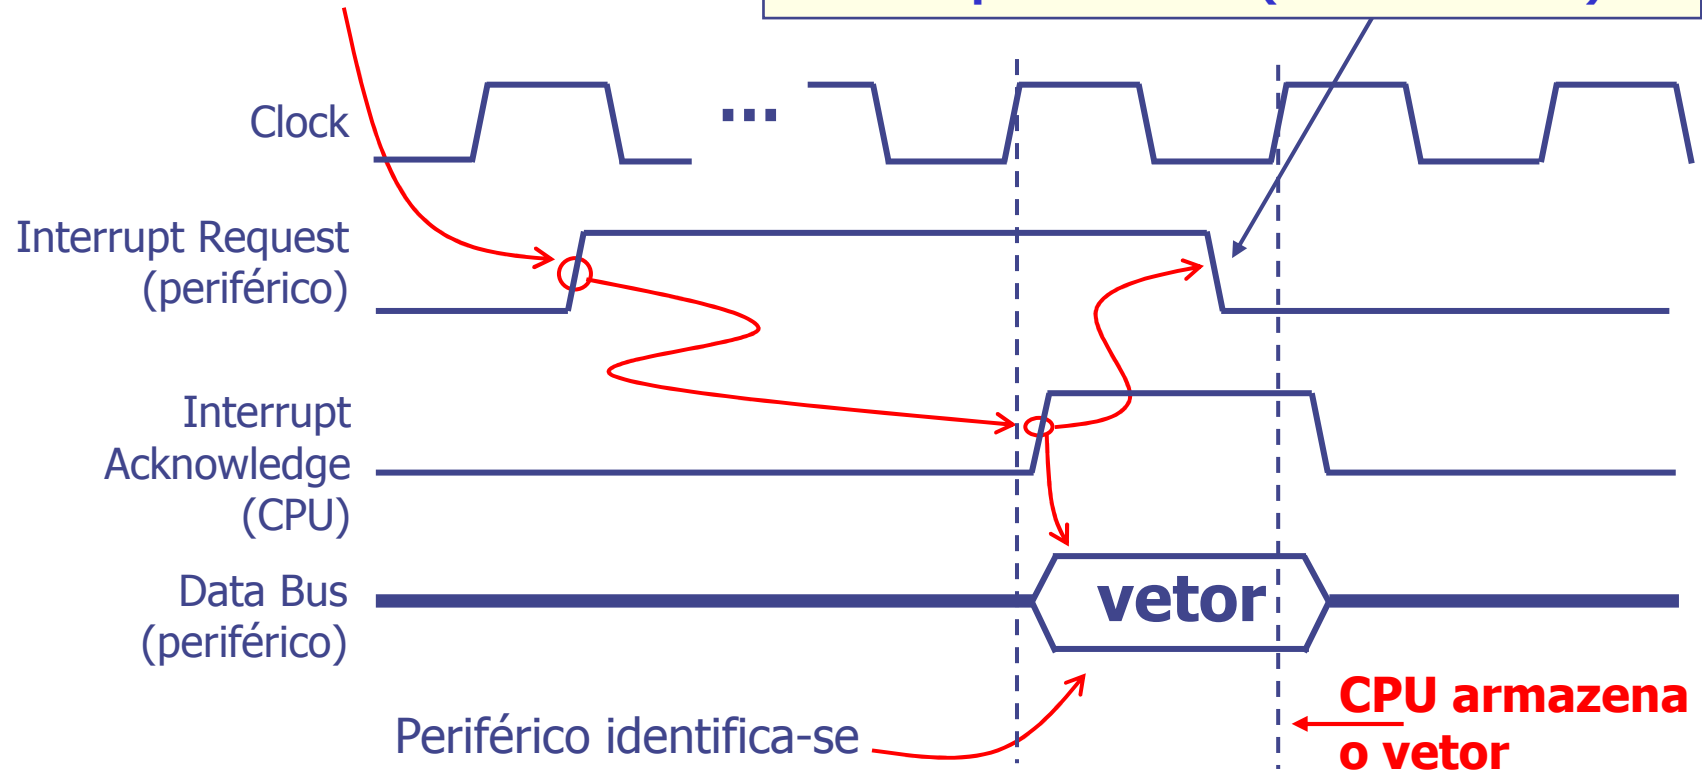 Clock
...
Interrupt Request
(periférico)
Interrupt
Acknowledge
(CPU)
Data Bus
(periférico)
vetor
Periférico identifica-se
CPU armazena
o vetor